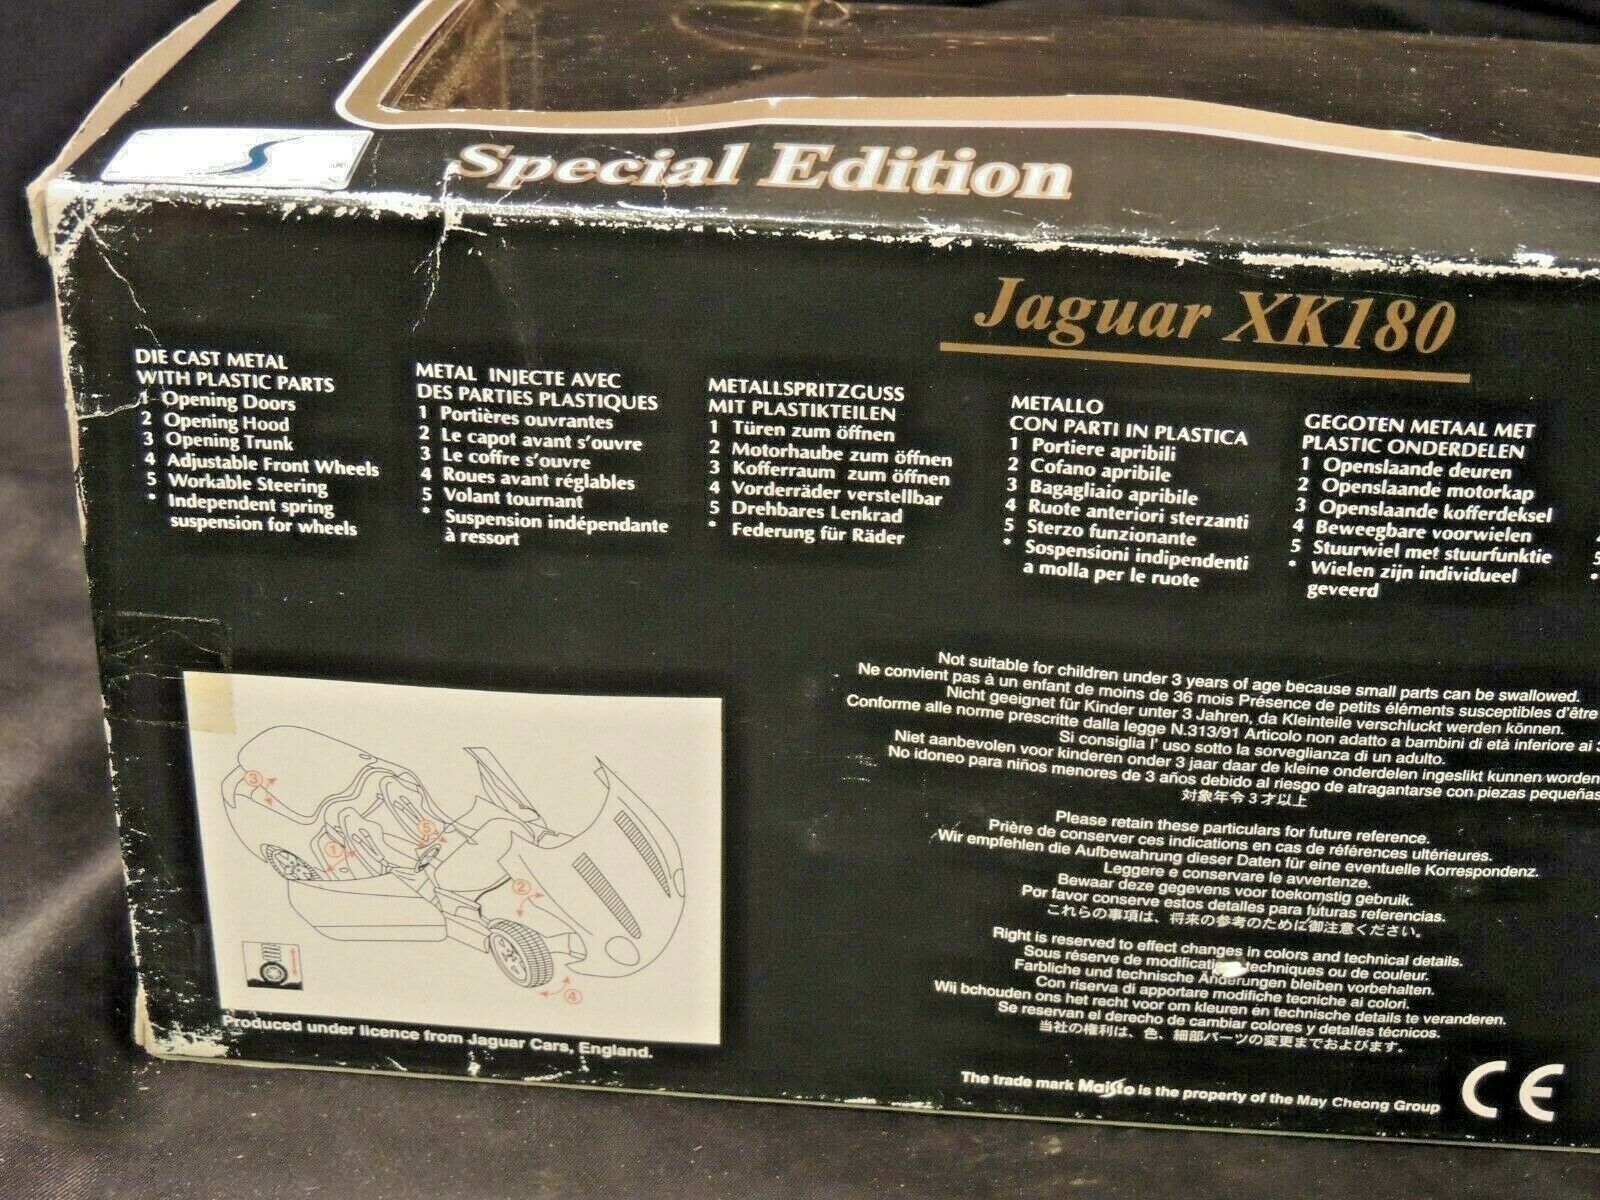 Special Edition
Jaguar XK180
DIE CAST METAL
WITH PLASTIC PARTS
1 Opening Doors
2 Opening Hood
3 Opening Trunk
4 Adjustable Front Wheels
5 Workable Steering
* Independent spring
suspension for wheels
METAL INJECTE AVEC
DES PARTIES PLASTIQUES
1 Portières ouvrantes
2 Le capot avant s'ouvre
3 Le coffre s'ouvre
4 Roues avant réglables
5 Volant tournant
* Suspension indépendante
à ressort
METALLSPRITZGUSS
MIT PLASTIKTEILEN
1 Türen zum öffnen
2 Motorhaube zum öffnen
3 Kofferraum zum öffnen
4 Vorderräder verstellbar
5 Drehbares Lenkrad
* Federung für Räder
METALLO
CON PARTI IN PLASTICA
1 Portiere apribili
2 Cofano apribile
3 Bagagliaio apribile
4 Ruote anteriori sterzanti
5 Sterzo funzionante
* Sospensioni indipendenti
a molla per le ruote
GEGOTEN METAAL MET
PLASTIC ONDERDELEN
1 Openslaande deuren
2 Openslaande motorkap
3 Openslaande kofferdeksel
4 Beweegbare voorwielen
5 Stuurwiel met stuurfunktie
* Wielen zijn individueel
geveerd
5
*
Not suitable for children under 3 years of age because small parts can be swallowed.
Ne convient pas à un enfant de moins de 36 mois Présence de petits éléments susceptibles d'être
Nicht geeignet für Kinder unter 3 Jahren, da Kleinteile verschluckt werden können.
Conforme alle norme prescritte dalla legge N.313/91 Articolo non adatto a bambini di età inferiore ai 3
Si consiglia l' uso sotto la sorveglianza di un adulto.
Niet aanbevolen voor kinderen onder 3 jaar daar de kleine onderdelen ingeslikt kunnen worden
No idoneo para niños menores de 3 años debido al riesgo de atragantarse con piezas pequeñas
対象年令3才以上
Please retain these particulars for future reference.
Prière de conserver ces indications en cas de références ultérieures.
Wir empfehlen die Aufbewahrung dieser Daten für eine eventuelle Korrespondenz.
Leggere e conservare le avvertenze.
Bewaar deze gegevens voor toekomstig gebruik.
Por favor conserve estos detalles para futuras referencias.
これらの事項は、将来の参考のために御注意ください。
Right is reserved to effect changes in colors and technical details.
Sous réserve de modification techniques ou de couleur.
Farbliche und technische Änderungen bleiben vorbehalten.
Con riserva di apportare modifiche tecniche ai colori.
Wij bchouden ons het recht voor om kleuren en technische details te veranderen.
Se reservan el derecho de cambiar colores y detalles técnicos.
当社の権利は、色、細部パーツの変更までおよびます。
3
1
5
2
4
Produced under licence from Jaguar Cars, England.
The trade mark Maisto is the property of the May Cheong Group
CE